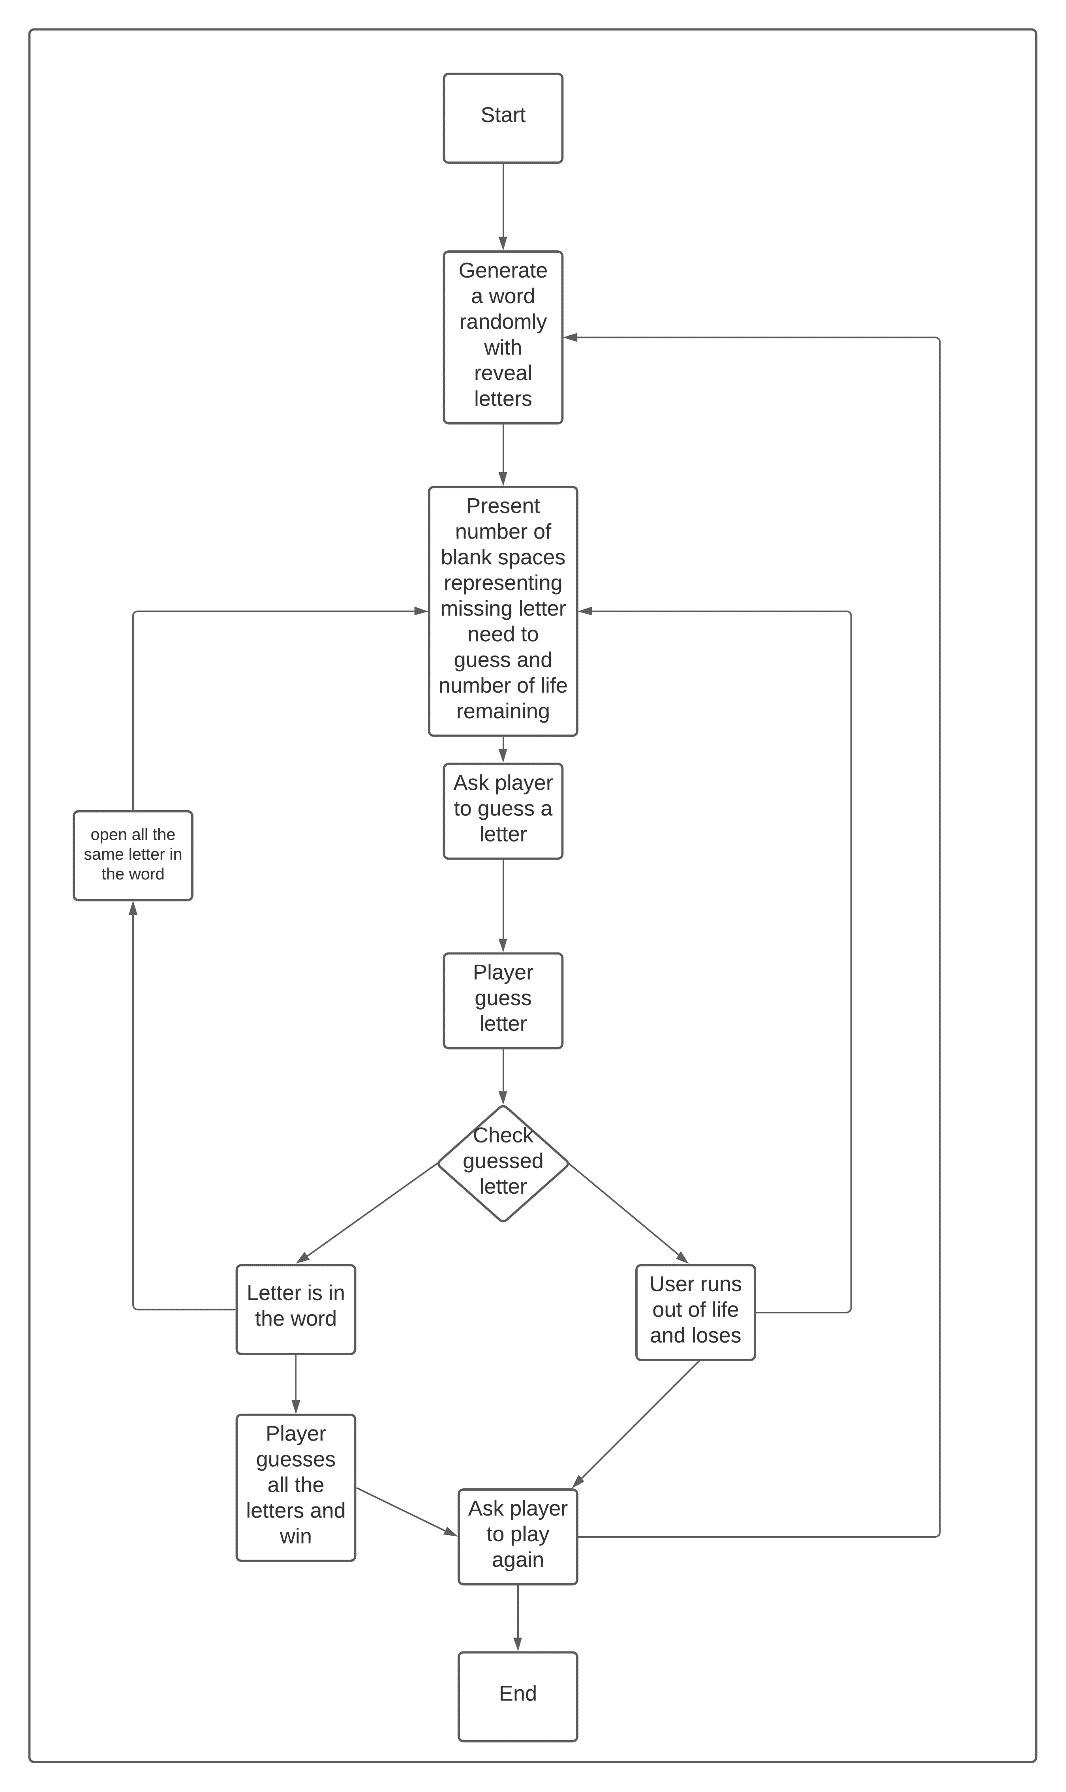 Start
Generate
a word
randomly
with
reveal
letters
Present
number of
blank spaces
representing
missing letter
need to
guess and
number of life
remaining
Ask player
to guess a
letter
open all the
same letter in
the word
Player
guess
letter
Check
guessed
letter
Letter is in
the word
User runs
out of life
and loses
Player
guesses
all the
letters and
win
Ask player
to play
again
End